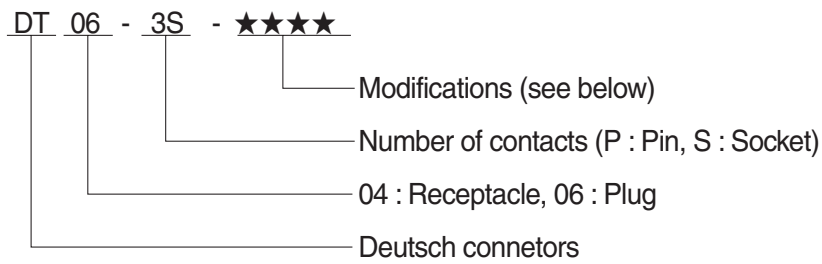 DT 06 - 3S - ★★★★
Modifications (see below)
Number of contacts (P : Pin, S : Socket)
04 : Receptacle, 06 : Plug
Deutsch connetors